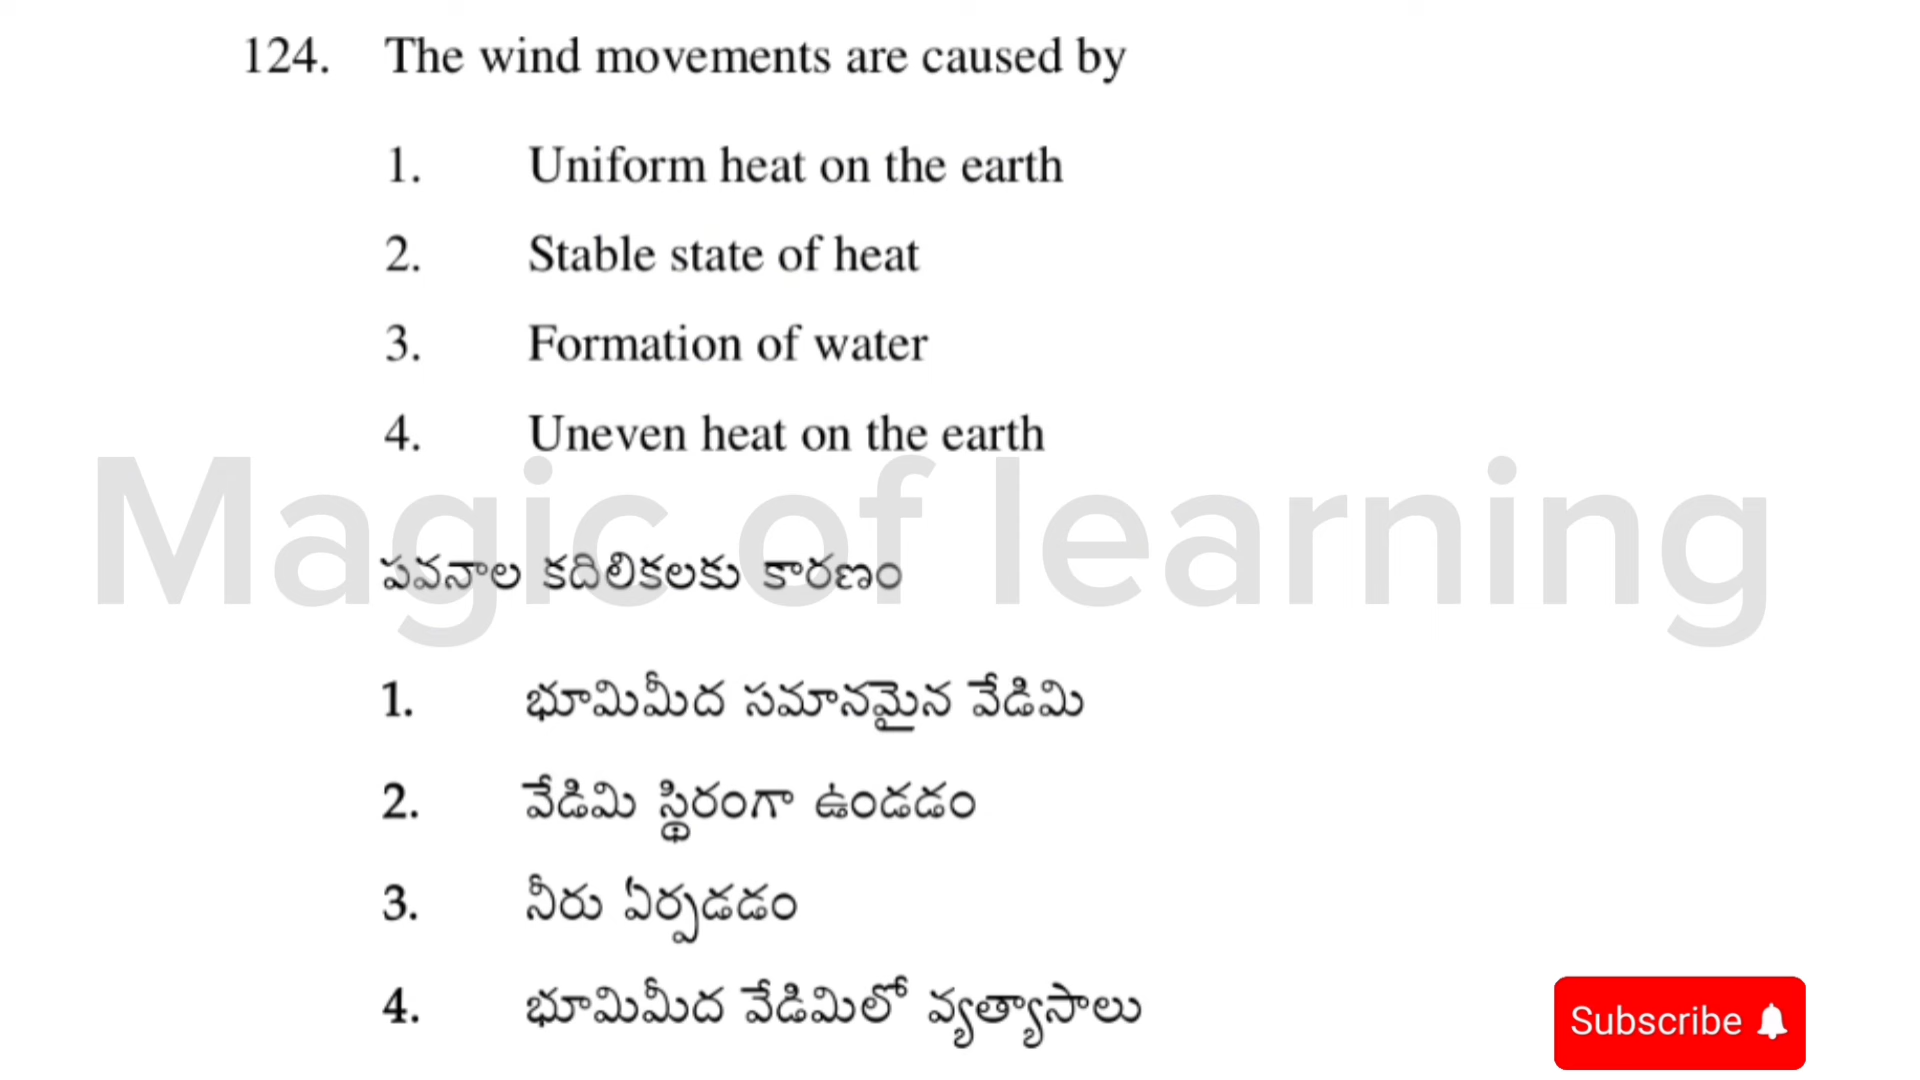 124. The wind movements are caused by
1. Uniform heat on the earth
2. Stable state of heat
3. Formation of water
4. Uneven heat on the earth
Magic of learning
పవనాల కదిలికలకు కారణం
1. భూమిమీద సమానమైన వేడిమి
2. వేడిమి స్థిరంగా ఉండడం
3. నీరు ఏర్పడడం
4. భూమిమీద వేడిమిలో వ్యత్యాసాలు
Subscribe